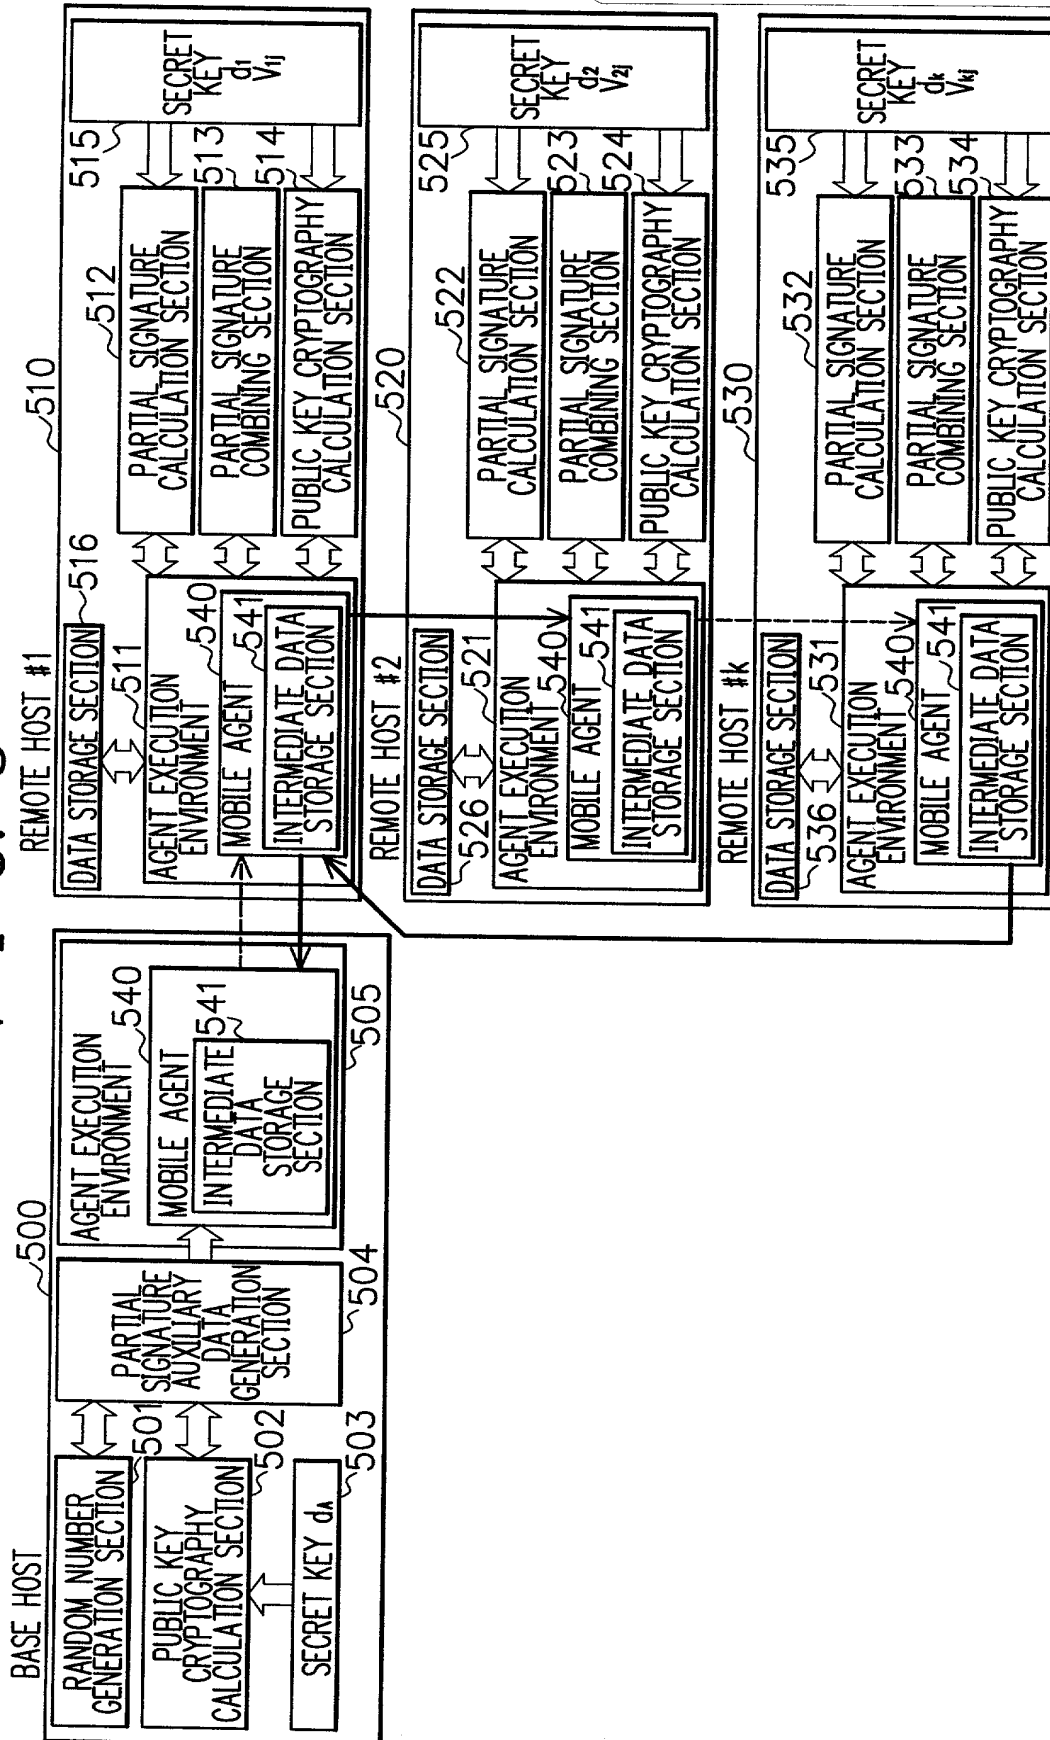 BASE HOST
500
RANDOM NUMBER
GENERATION SECTION
501
PUBLIC KEY
CRYPTOGRAPHY
CALCULATION SECTION
502
SECRET KEY dA
503
PARTIAL
SIGNATURE
AUXILIARY
DATA
GENERATION
SECTION
504
AGENT EXECUTION
ENVIRONMENT
540
MOBILE AGENT
541
INTERMEDIATE
DATA
STORAGE
SECTION
505
REMOTE HOST #1
510
DATA STORAGE SECTION
516
511
AGENT EXECUTION
ENVIRONMENT
540
MOBILE AGENT
541
INTERMEDIATE DATA
STORAGE SECTION
512
PARTIAL SIGNATURE
CALCULATION SECTION
513
PARTIAL SIGNATURE
COMBINING SECTION
514
PUBLIC KEY CRYPTOGRAPHY
CALCULATION SECTION
515
SECRET
KEY
d1
V1j
REMOTE HOST #2
520
DATA STORAGE SECTION
526
521
AGENT EXECUTION
ENVIRONMENT
540
MOBILE AGENT
541
INTERMEDIATE DATA
STORAGE SECTION
522
PARTIAL SIGNATURE
CALCULATION SECTION
523
PARTIAL SIGNATURE
COMBINING SECTION
524
PUBLIC KEY CRYPTOGRAPHY
CALCULATION SECTION
525
SECRET
KEY
d2
V2j
REMOTE HOST #k
530
DATA STORAGE SECTION
536
531
AGENT EXECUTION
ENVIRONMENT
540
MOBILE AGENT
541
INTERMEDIATE DATA
STORAGE SECTION
532
PARTIAL SIGNATURE
CALCULATION SECTION
533
PARTIAL SIGNATURE
COMBINING SECTION
534
PUBLIC KEY CRYPTOGRAPHY
CALCULATION SECTION
535
SECRET
KEY
dk
Vkj